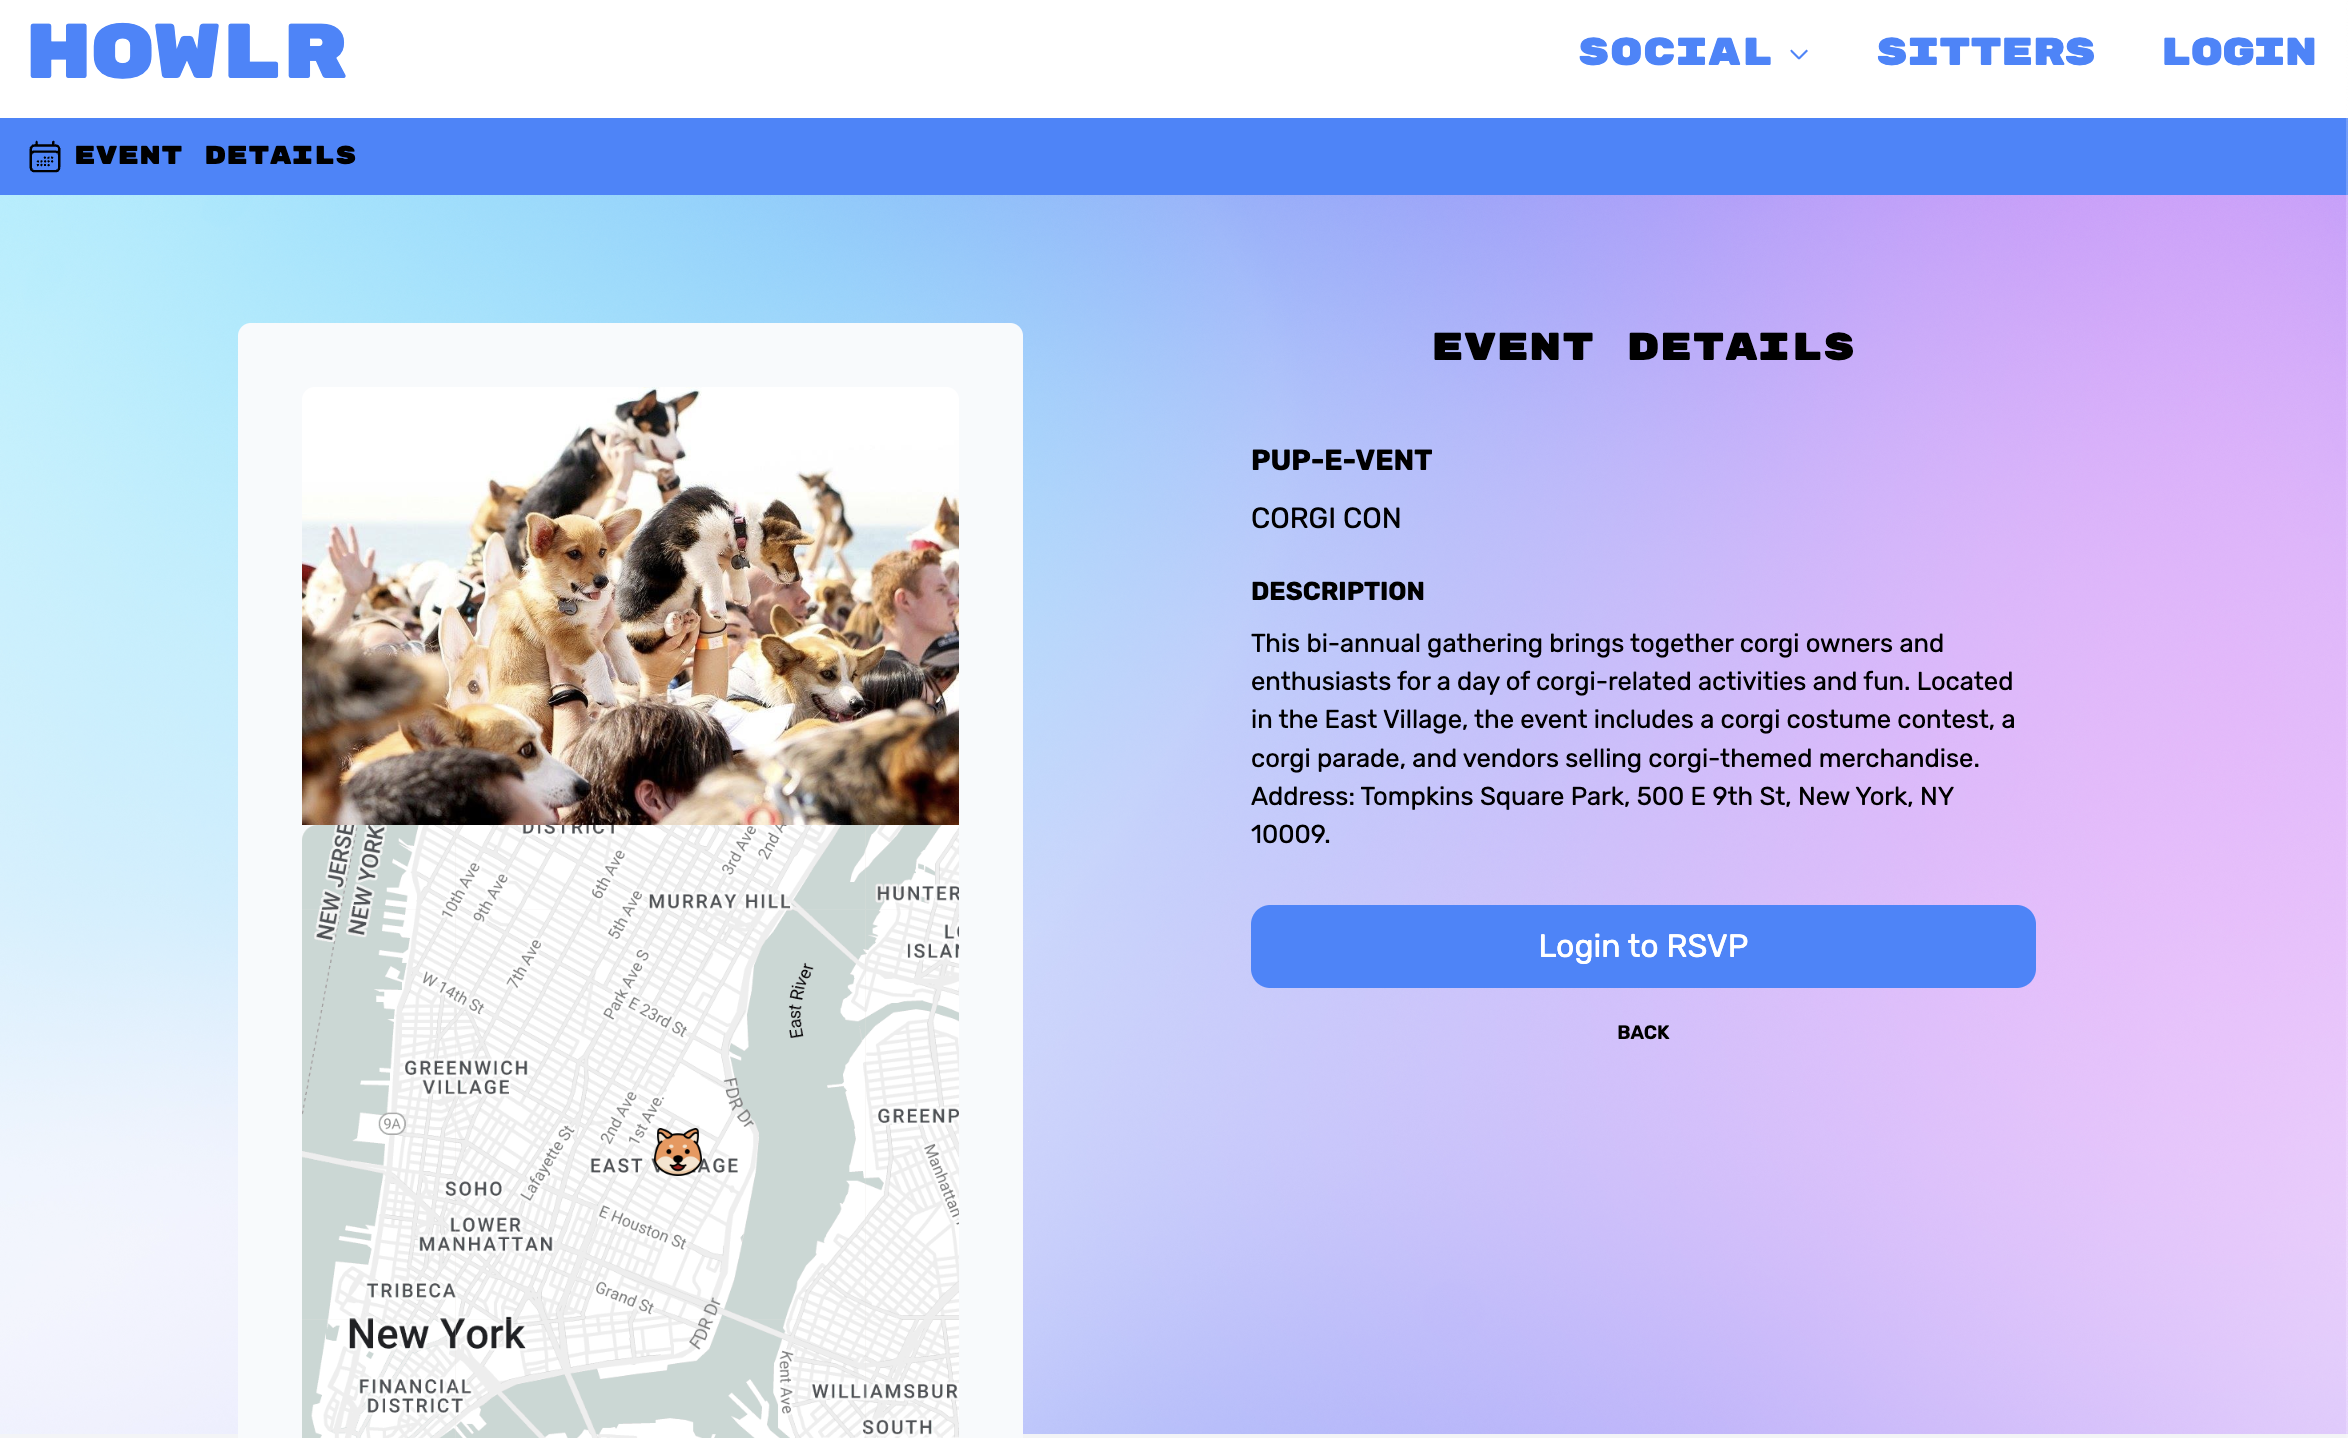 HOWLR
SOCIAL
SITTERS
LOGIN
EVENT DETAILS
EVENT DETAILS
PUP-E-VENT
CORGI CON
DESCRIPTION
This bi-annual gathering brings together corgi owners and
enthusiasts for a day of corgi-related activities and fun. Located
in the East Village, the event includes a corgi costume contest, a
corgi parade, and vendors selling corgi-themed merchandise.
Address: Tompkins Square Park, 500 E 9th St, New York, NY
10009.
Login to RSVP
BACK
DISTRICT
NEW JERSE
NEW YORK
10th Ave
9th Ave
6th Ave
5th Ave
3rd Ave
2nd A
MURRAY HILL
HUNTER
ISLAN
7th Ave
W 14th St
Park Ave S
E 23rd St
East River
GREENWICH
VILLAGE
9A
2nd Ave
1st Ave.
FDR Dr
GREENP
Lafayette St
EAST V AGE
Manhattan
SOHO
E Houston St
LOWER
MANHATTAN
TRIBECA
Grand St
FDR Dr
New York
Kent Ave
FINANCIAL
DISTRICT
WILLIAMSBUR
SOUTH